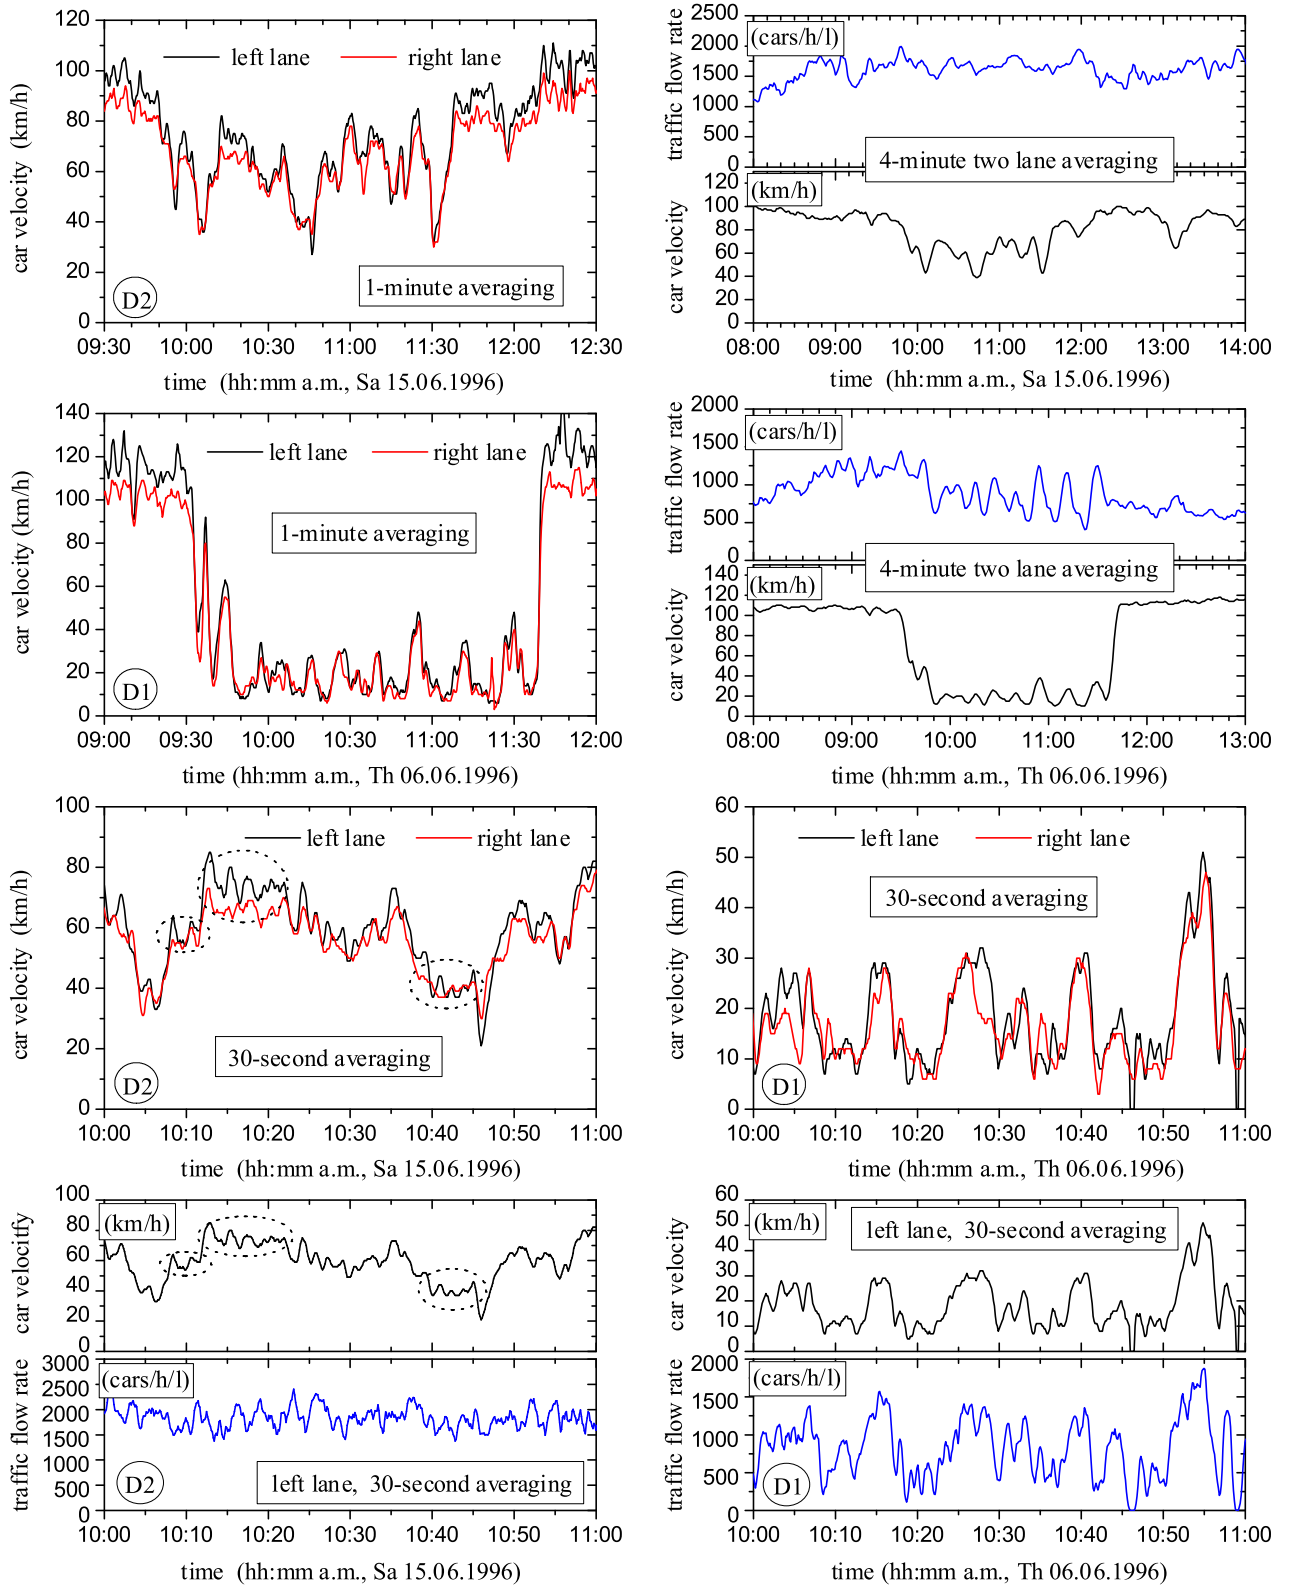 120
100
80
60
40
20
0
car velocity (km/h)
left lane
right lane
D2
1-minute averaging
09:30 10:00 10:30 11:00 11:30 12:00 12:30
time (hh:mm a.m., Sa 15.06.1996)
2500
2000
1500
1000
500
0
traffic flow rate
(cars/h/l)
4-minute two lane averaging
120
100
80
60
40
20
0
car velocity
(km/h)
08:00 09:00 10:00 11:00 12:00 13:00 14:00
time (hh:mm a.m., Sa 15.06.1996)
140
120
100
80
60
40
20
0
car velocity (km/h)
left lane
right lane
1-minute averaging
D1
09:00 09:30 10:00 10:30 11:00 11:30 12:00
time (hh:mm a.m., Th 06.06.1996)
2000
1500
1000
500
0
traffic flow rate
(cars/h/l)
4-minute two lane averaging
140
120
100
80
60
40
20
0
car velocity
(km/h)
08:00 09:00 10:00 11:00 12:00 13:00
time (hh:mm a.m., Th 06.06.1996)
100
80
60
40
20
0
car velocity (km/h)
left lane
right lane
30-second averaging
D2
10:00 10:10 10:20 10:30 10:40 10:50 11:00
time (hh:mm a.m., Sa 15.06.1996)
60
50
40
30
20
10
0
car velocity (km/h)
left lane
right lane
30-second averaging
D1
10:00 10:10 10:20 10:30 10:40 10:50 11:00
time (hh:mm a.m., Th 06.06.1996)
100
80
60
40
20
0
car velocitfy
(km/h)
3000
2500
2000
1500
1000
500
0
traffic flow rate
(cars/h/l)
D2
left lane, 30-second averaging
10:00 10:10 10:20 10:30 10:40 10:50 11:00
time (hh:mm a.m., Sa 15.06.1996)
60
50
40
30
20
10
0
car velocity
(km/h)
left lane, 30-second averaging
2000
1500
1000
500
0
traffic flow rate
(cars/h/l)
D1
10:00 10:10 10:20 10:30 10:40 10:50 11:00
time (hh:mm a.m., Th 06.06.1996)